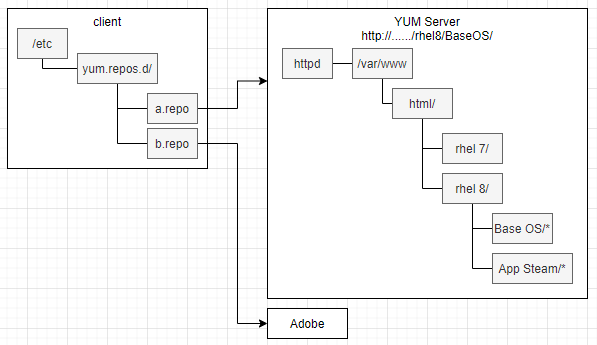 client
/etc
yum.repos.d/
a.repo
b.repo
YUM Server
http://....../rhel8/BaseOS/
httpd
/var/www
html/
rhel 7/
rhel 8/
Base OS/*
App Steam/*
Adobe